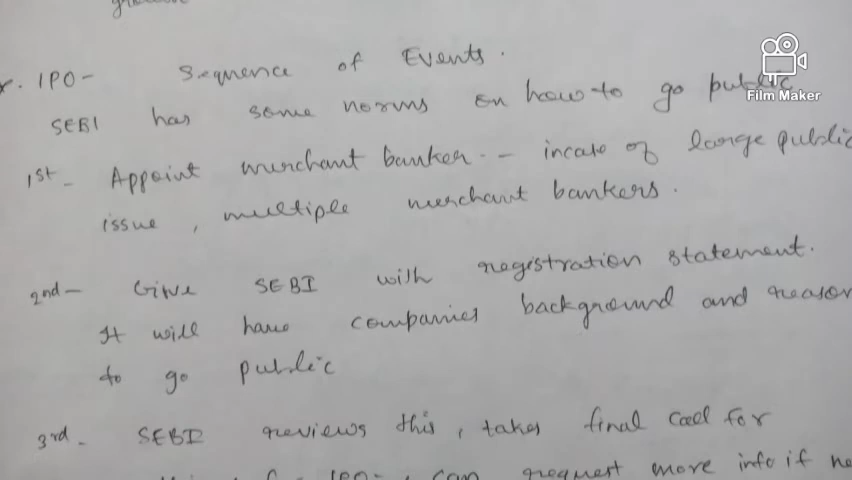 IPO- Sequence of Events.
SEBI has some norms on how to go public
Film Maker
1st- Appoint merchant banker.- incase of large public
issue, multiple merchant bankers.
2nd- Give SEBI with registration statement.
It will have companies background and reason
to go public
3rd- SEBI reviews this, takes final call for
IPO, can request more info if ne